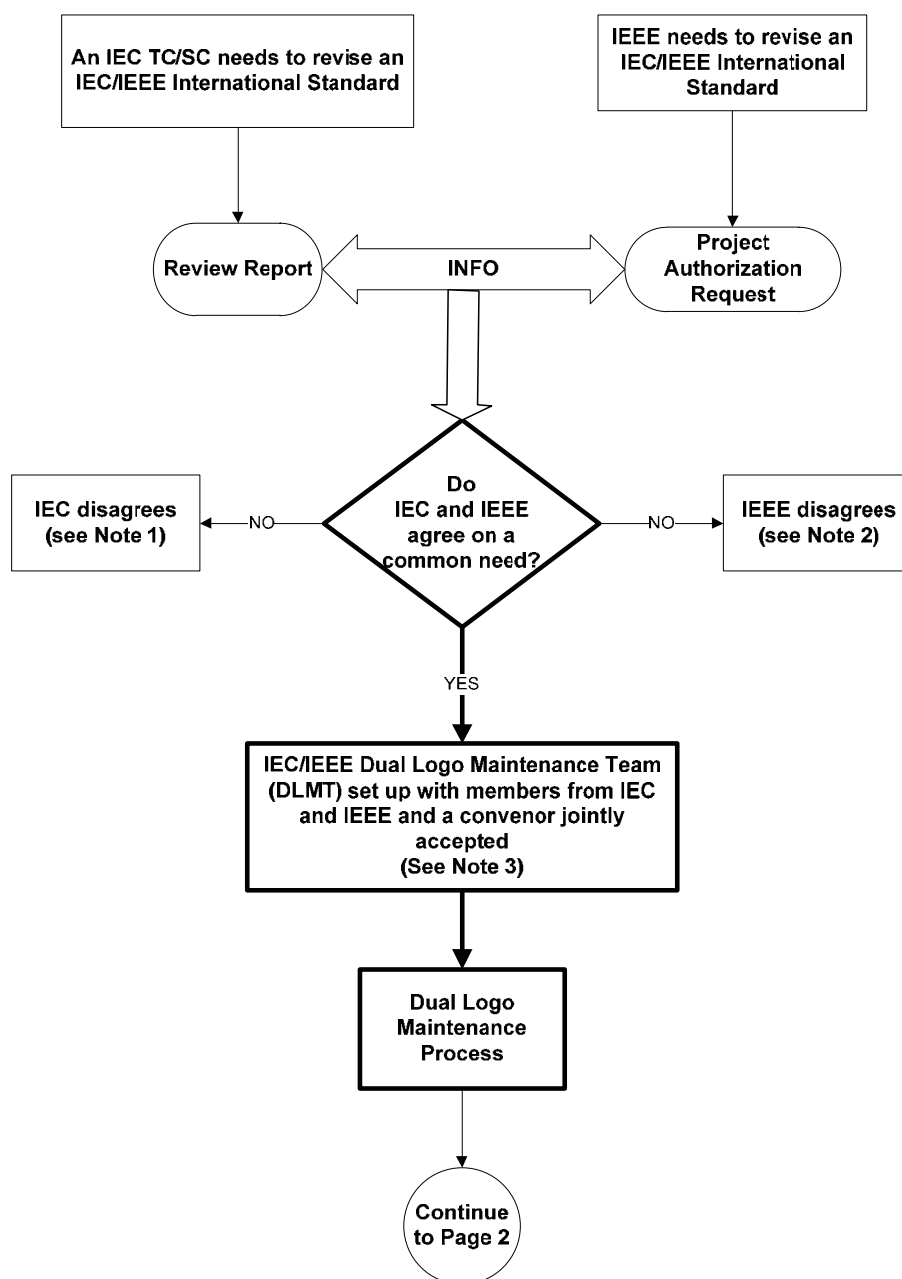 An IEC TC/SC needs to revise an
IEC/IEEE International Standard
IEEE needs to revise an
IEC/IEEE International
Standard
Review Report
INFO
Project
Authorization
Request
IEC disagrees
(see Note 1)
NO
Do
IEC and IEEE
agree on a
common need?
NO
IEEE disagrees
(see Note 2)
YES
IEC/IEEE Dual Logo Maintenance Team
(DLMT) set up with members from IEC
and IEEE and a convenor jointly
accepted
(See Note 3)
Dual Logo
Maintenance
Process
Continue
to Page 2